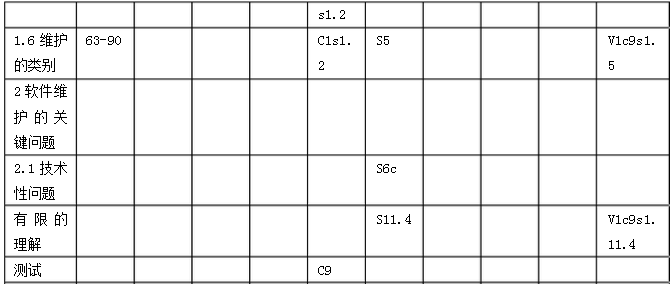 s1.2
1.6 维护 63-90 C1s1. S5 V1c9s1.
的类别 2 5
2 软件维
护的关
键问题
2.1 技术 S6c
性问题
有限的 S11.4 V1c9s1.
理解 11.4
测试 C9